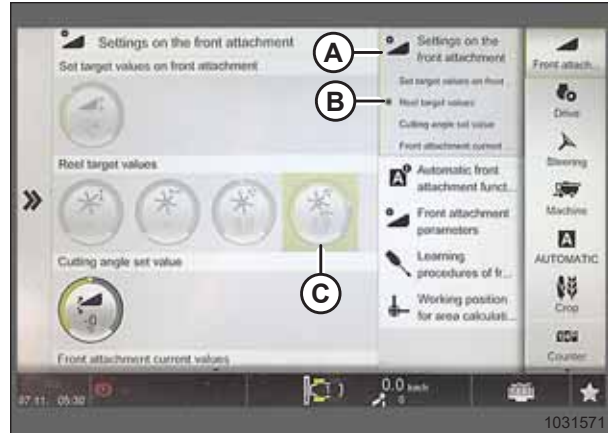 Settings on the front attachment
Set target values on front attachment
Reel target values
Cutting angle set value
-0
Front attachment current values
A
Settings on the
front attachment
Set target values on front
B
Reel target values
Cutting angle set value
Front attachment current
Automatic front
attachment funct...
Front attachment
parameters
Learning
procedures of fr...
Working position
for area calculati...
C
Front attach...
Drive
Steering
Machine
AUTOMATIC
Crop
Counter
07.11. 05:30
0.0 km/h
0
1031571